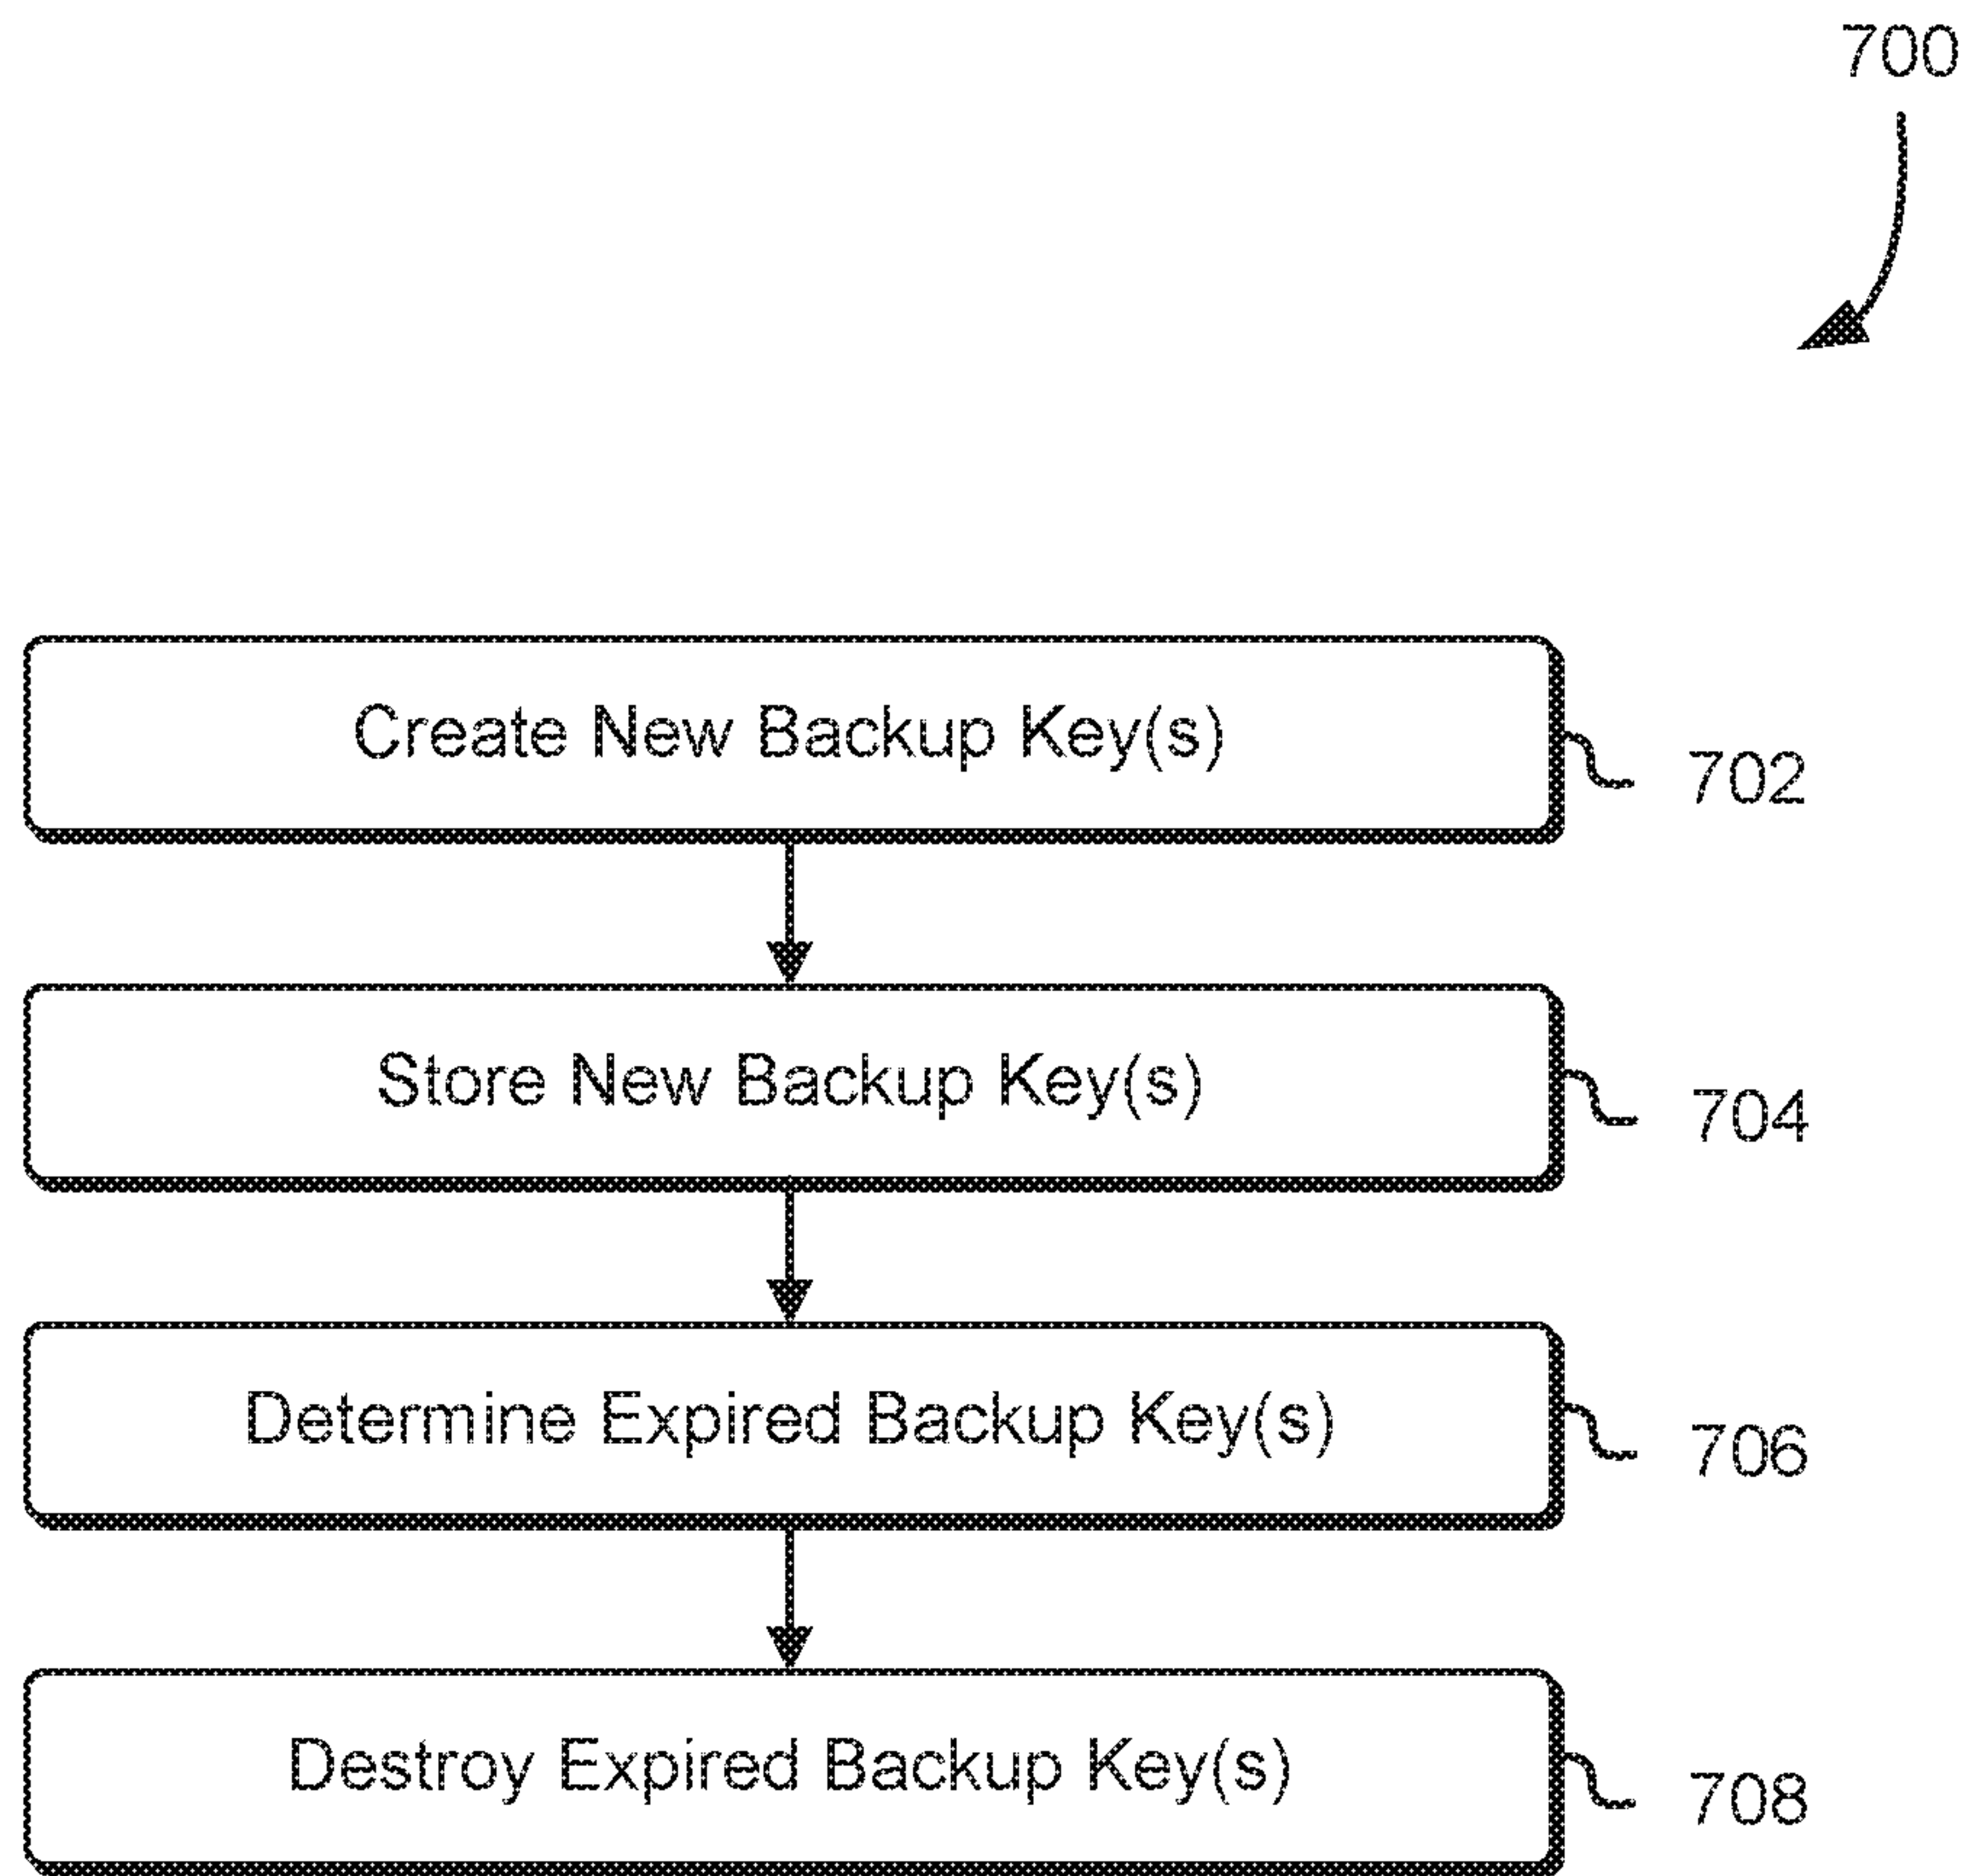 700
Create New Backup Key(s)
702
Store New Backup Key(s)
704
Determine Expired Backup Key(s)
706
Destroy Expired Backup Key(s)
708